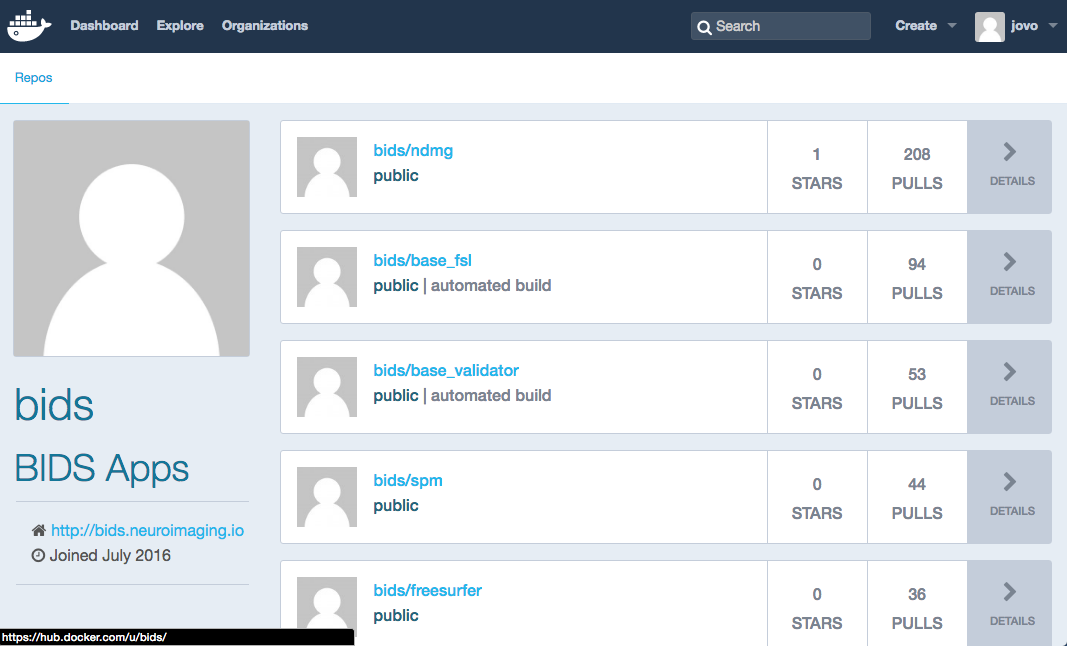 Dashboard Explore Organizations Search Create jovo
Repos
bids
BIDS Apps
http://bids.neuroimaging.io
Joined July 2016
bids/ndmg
public
1
STARS
208
PULLS
DETAILS
bids/base_fsl
public | automated build
0
STARS
94
PULLS
DETAILS
bids/base_validator
public | automated build
0
STARS
53
PULLS
DETAILS
bids/spm
public
0
STARS
44
PULLS
DETAILS
bids/freesurfer
public
0
STARS
36
PULLS
DETAILS
https://hub.docker.com/u/bids/